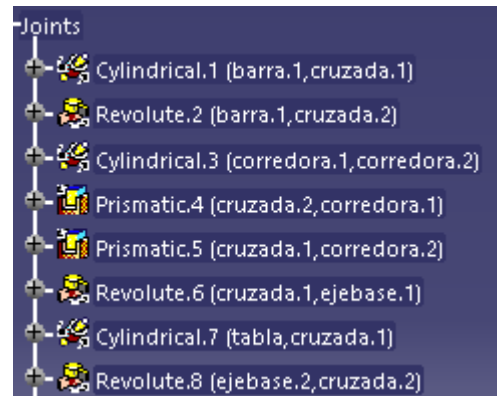 Joints
Cylindrical.1 (barra.1,cruzada.1)
Revolute.2 (barra.1,cruzada.2)
Cylindrical.3 (corredora.1,corredora.2)
Prismatic.4 (cruzada.2,corredora.1)
Prismatic.5 (cruzada.1,corredora.2)
Revolute.6 (cruzada.1,ejebase.1)
Cylindrical.7 (tabla,cruzada.1)
Revolute.8 (ejebase.2,cruzada.2)